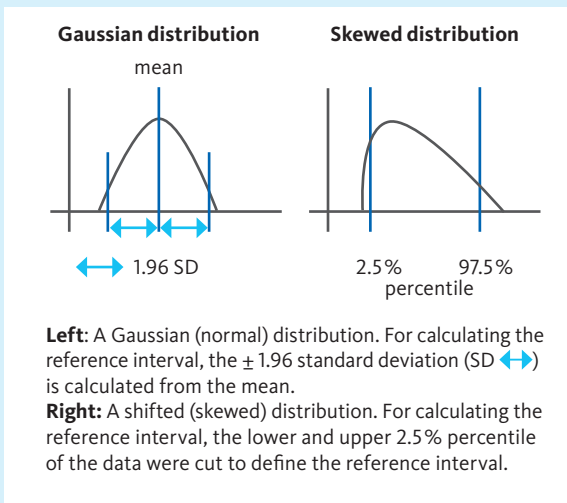 Gaussian distribution
Skewed distribution
mean
1.96 SD
2.5% 97.5%
percentile
Left: A Gaussian (normal) distribution. For calculating the
reference interval, the ± 1.96 standard deviation (SD ↔)
is calculated from the mean.
Right: A shifted (skewed) distribution. For calculating the
reference interval, the lower and upper 2.5% percentile
of the data were cut to define the reference interval.